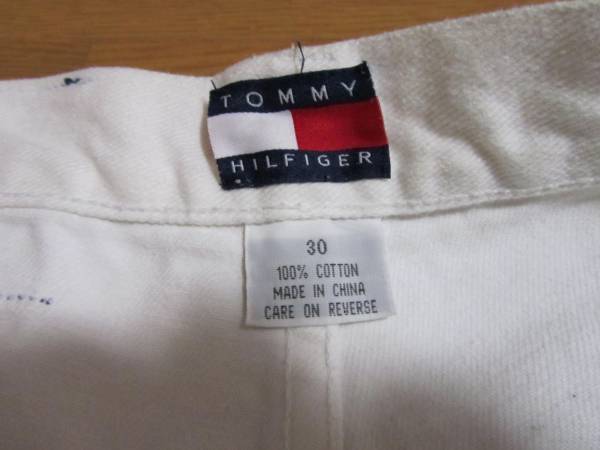 TOMMY
HILFIGER
30
100% COTTON
MADE IN CHINA
CARE ON REVERSE